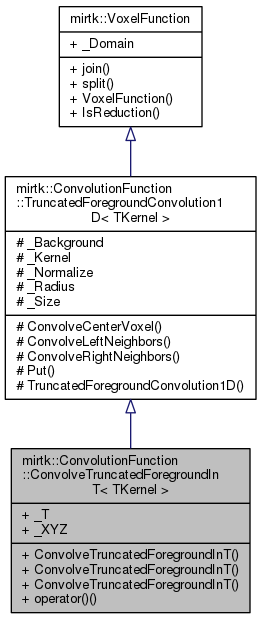 mirtk::VoxelFunction
+ _Domain
+ join()
+ split()
+ VoxelFunction()
+ IsReduction()
mirtk::ConvolutionFunction
::TruncatedForegroundConvolution1
D< TKernel >
# _Background
# _Kernel
# _Normalize
# _Radius
# _Size
# ConvolveCenterVoxel()
# ConvolveLeftNeighbors()
# ConvolveRightNeighbors()
# Put()
# TruncatedForegroundConvolution1D()
mirtk::ConvolutionFunction
::ConvolveTruncatedForegroundIn
T< TKernel >
+ _T
+ _XYZ
+ ConvolveTruncatedForegroundInT()
+ ConvolveTruncatedForegroundInT()
+ ConvolveTruncatedForegroundInT()
+ operator()()